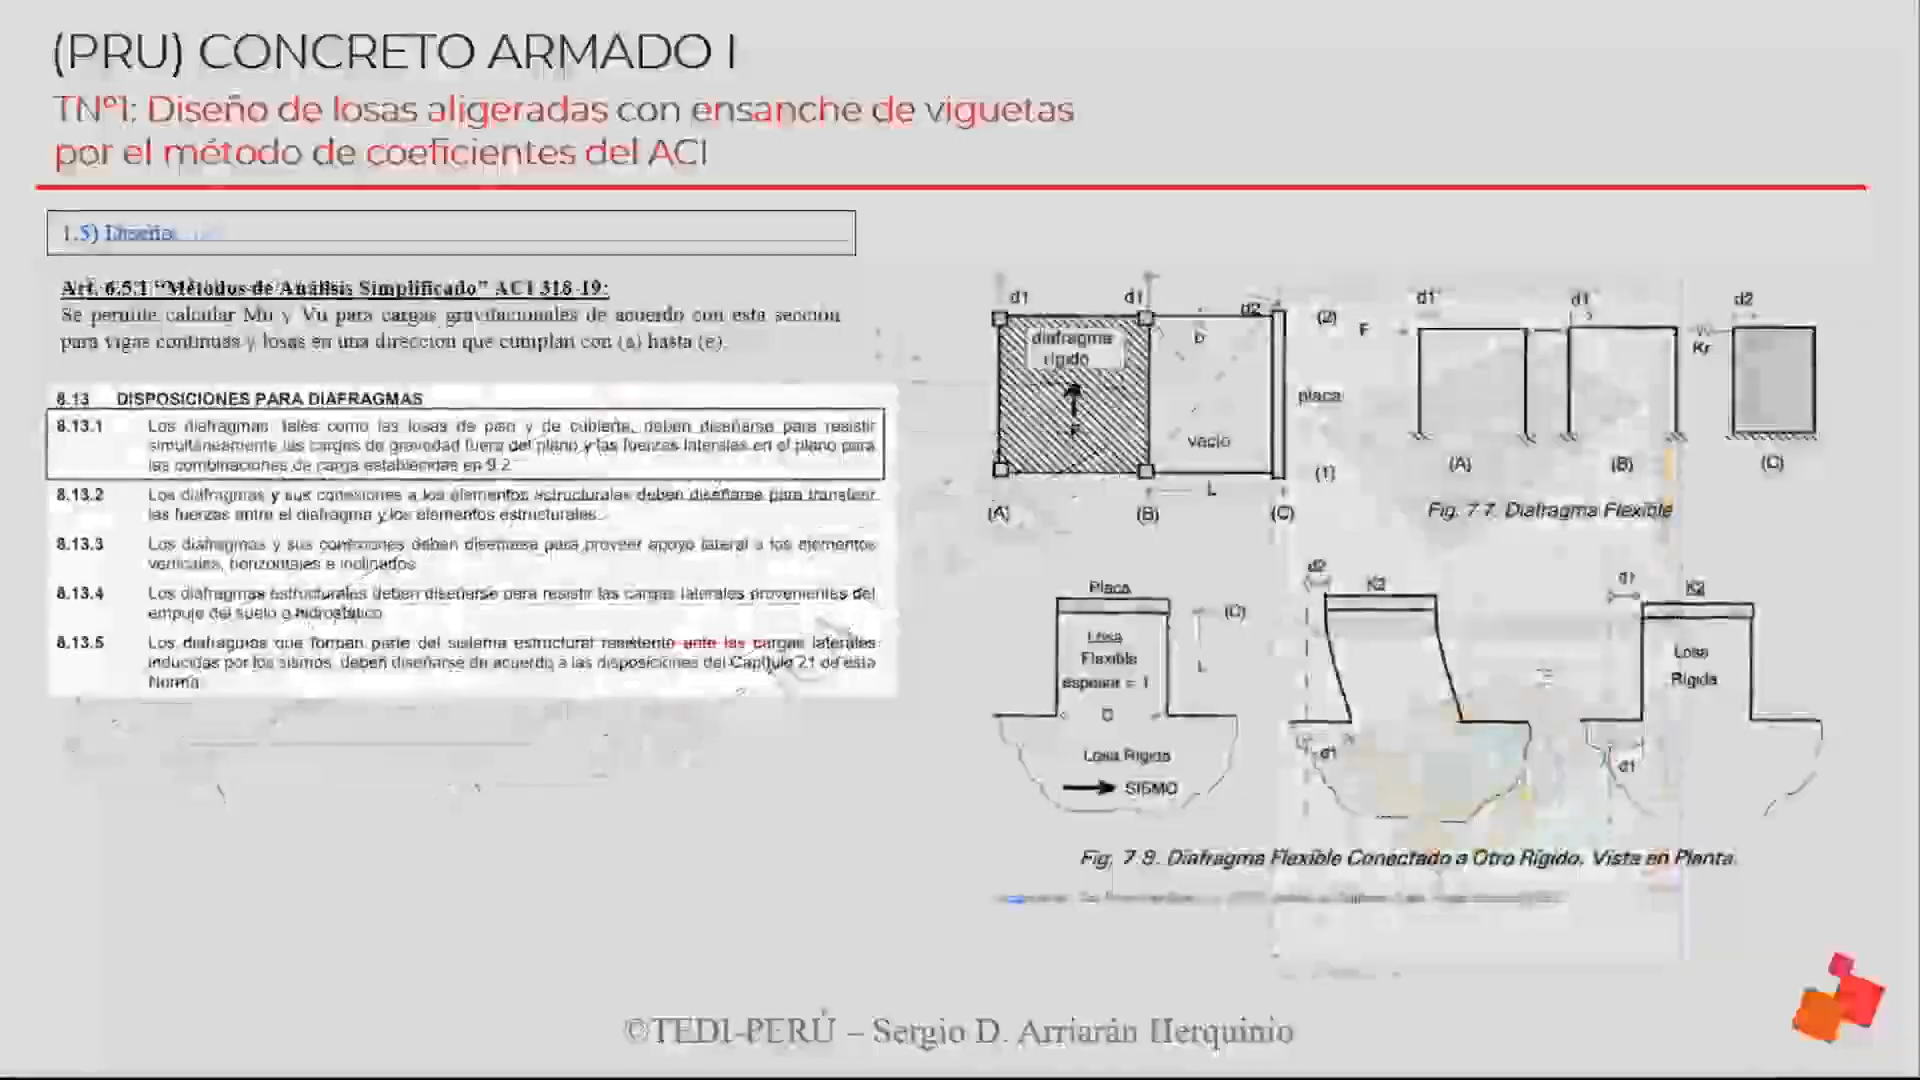 (PRU) CONCRETO ARMADO I
TN°1: Diseño de losas aligeradas con ensanche de viguetas
por el método de coeficientes del ACI
1.5) Diseño
Art. 6.5.1 "Métodos de Análisis Simplificado" ACI 318-19:
Se permite calcular Mu y Vu para cargas gravitacionales de acuerdo con esta sección
para vigas continuas y losas en una dirección que cumplan con (a) hasta (e).
8.13 DISPOSICIONES PARA DIAFRAGMAS
8.13.1 Los diafragmas, tales como las losas de piso y de cubierta, deben diseñarse para resistir
simultáneamente las cargas de gravedad fuera del plano y las fuerzas laterales en el plano para
las combinaciones de carga establecidas en 9.2
8.13.2 Los diafragmas y sus conexiones a los elementos estructurales deben diseñarse para transferir
las fuerzas entre el diafragma y los elementos estructurales.
8.13.3 Los diafragmas y sus conexiones deben diseñarse para proveer apoyo lateral a los elementos
verticales, horizontales e inclinados
8.13.4 Los diafragmas estructurales deben diseñarse para resistir las cargas laterales provenientes del
empuje del suelo o hidrostático
8.13.5 Los diafragmas que forman parte del sistema estructural resistente ante las cargas laterales
inducidas por los sismos, deben diseñarse de acuerdo a las disposiciones del Capítulo 21 de esta
Norma
d1 d1 d2 (2)
diafragma
rígido
b
F
placa
vacío
(1)
L
(A) (B) (C)
d1 d1 d2
F Kr
(A) (B) (C)
Fig. 7.7. Diafragma Flexible
Placa
(C)
Losa
Flexible
espesor = t
L
D
Losa Rígida
SISMO
d2 K2
d1
d1 K2
Losa
Rígida
d1
Fig. 7.8. Diafragma Flexible Conectado a Otro Rígido. Vista en Planta.
©TEDI-PERÚ – Sergio D. Arriarán Herquinio